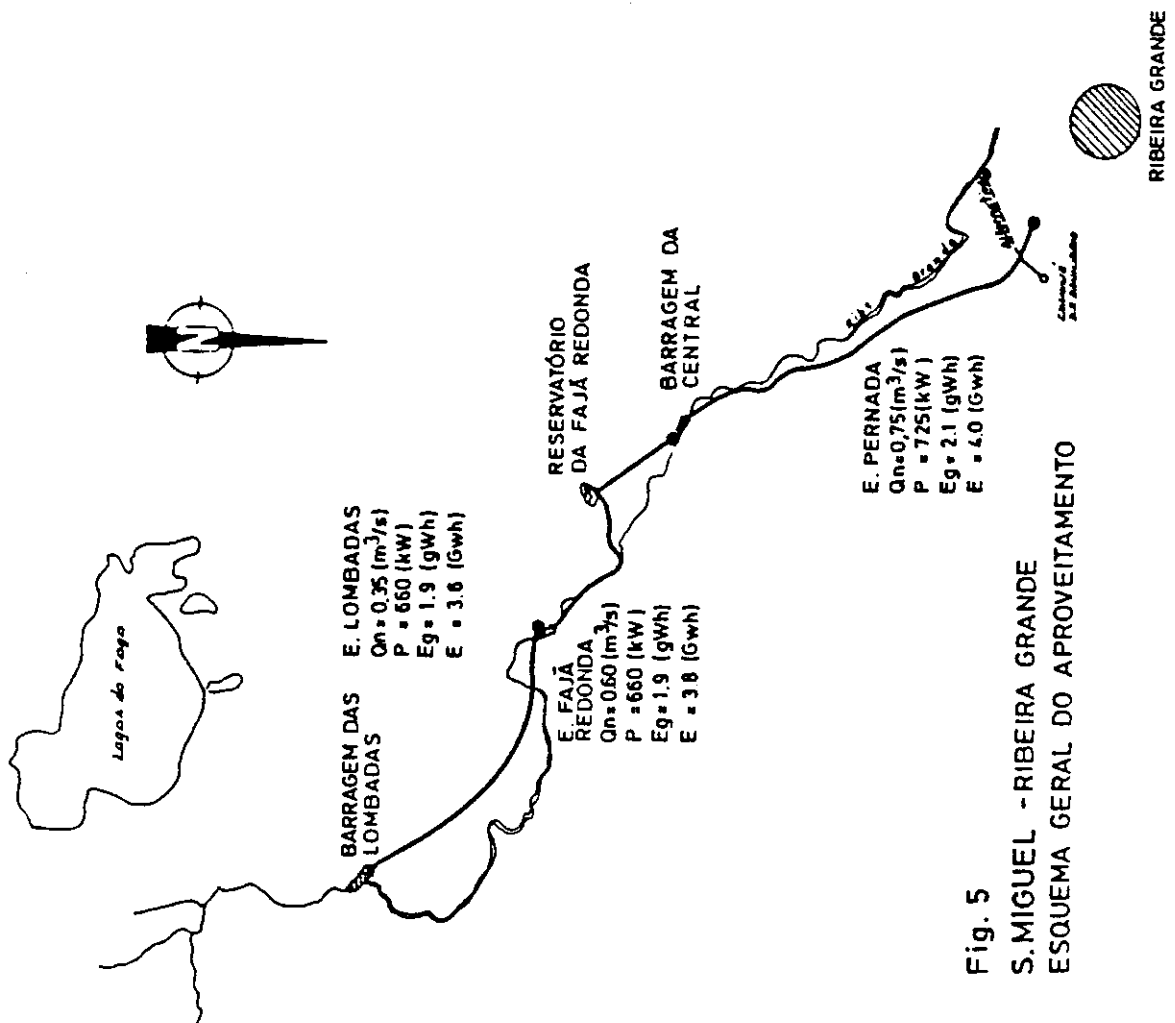 Lagoa do Fogo
N
BARRAGEM DAS
LOMBADAS
E. LOMBADAS
Qn = 0.35 (m³/s)
P = 660 (kW)
Eg = 1.9 (gWh)
E = 3.6 (Gwh)
E. FAJÃ
REDONDA
Qn = 0.60 (m³/s)
P = 660 (kW)
Eg = 1.9 (gWh)
E = 3.8 (Gwh)
RESERVATÓRIO
DA FAJÃ REDONDA
BARRAGEM DA
CENTRAL
Ribª Grande
E. PERNADA
Qn = 0,75 (m³/s)
P = 725 (kW)
Eg = 2.1 (gWh)
E = 4.0 (Gwh)
RIBEIRA GRANDE
Fig. 5
S. MIGUEL - RIBEIRA GRANDE
ESQUEMA GERAL DO APROVEITAMENTO